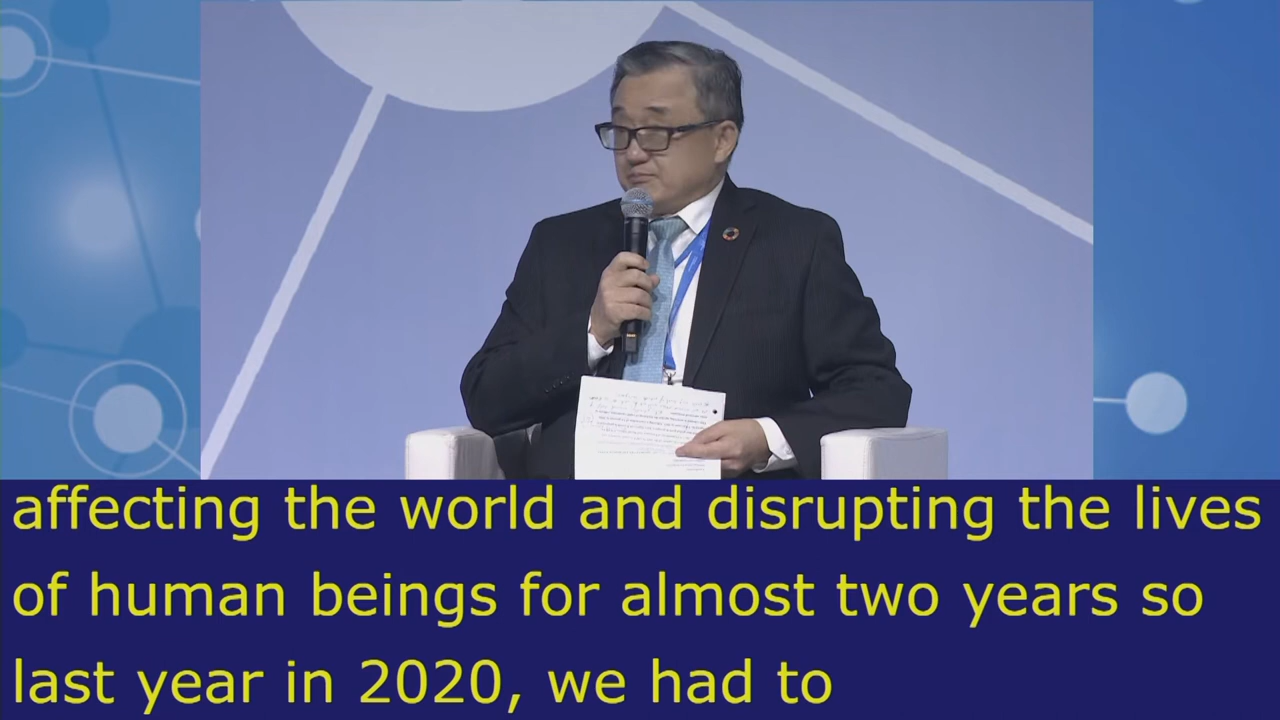 affecting the world and disrupting the lives
of human beings for almost two years so
last year in 2020, we had to